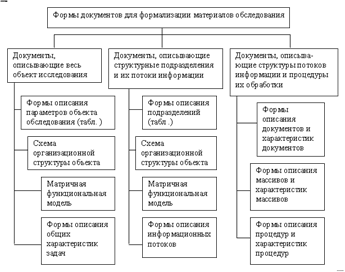 Формы документов для формализации материалов обследования
Документы,
описывающие весь
объект исследования
Формы описания
параметров объекта
обследования (табл.)
Схема
организационной
структуры объекта
Матричная
функциональная
модель
Формы описания
общих
характеристик
задач
Документы, описывающие
структурные подразделения
и их потоки информации
Формы описания
подразделений
(табл.)
Схема
организационной
структуры объекта
Матричная
функциональная
модель
Формы описания
информационных
потоков
Документы, описыва-
ющие структуры потоков
информации и процедуры
их обработки
Формы
описания
документов и
характеристик
документов
Формы описания
массивов и
характеристик
массивов
Формы описания
процедур и
характеристик
процедур